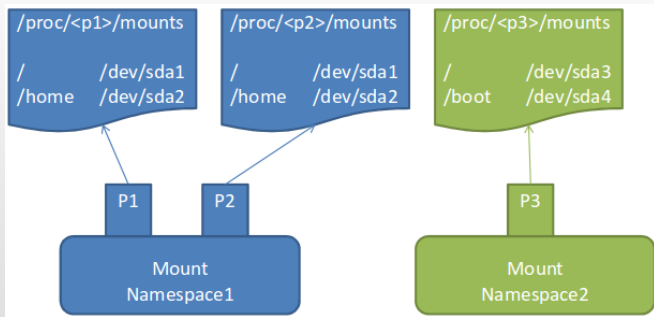 /proc/<p1>/mounts
/ /dev/sda1
/home /dev/sda2
/proc/<p2>/mounts
/ /dev/sda1
/home /dev/sda2
/proc/<p3>/mounts
/ /dev/sda3
/boot /dev/sda4
P1
P2
P3
Mount
Namespace1
Mount
Namespace2